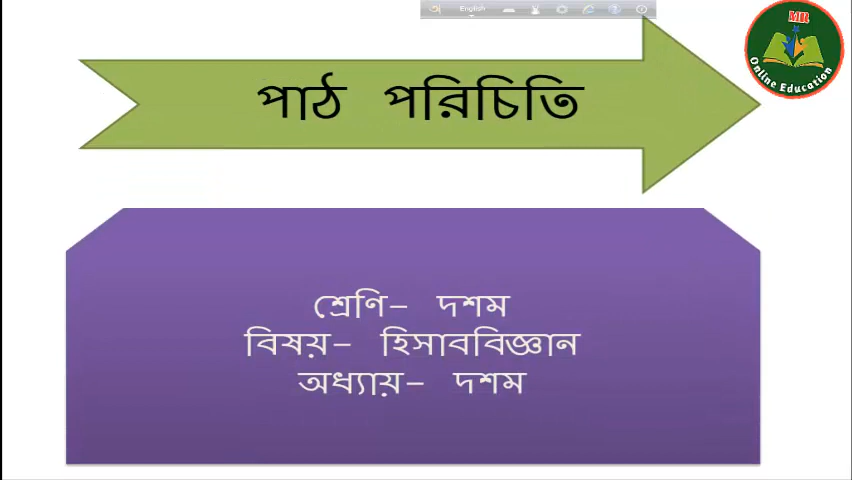 English
MR
Online Education
পাঠ পরিচিতি
শ্রেণি- দশম
বিষয়- হিসাববিজ্ঞান
অধ্যায়- দশম